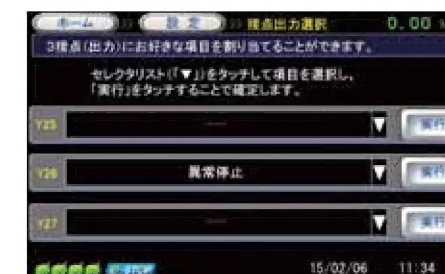 ホーム 設定 接点出力選択 0.00
3接点(出力)にお好きな項目を割り当てることができます。
セレクタリスト(「▼」)をタッチして項目を選択し、
「実行」をタッチすることで確定します。
Y25 ---- ▼ 実行
Y26 異常停止 ▼ 実行
Y27 ---- ▼ 実行
15/02/06 11:34